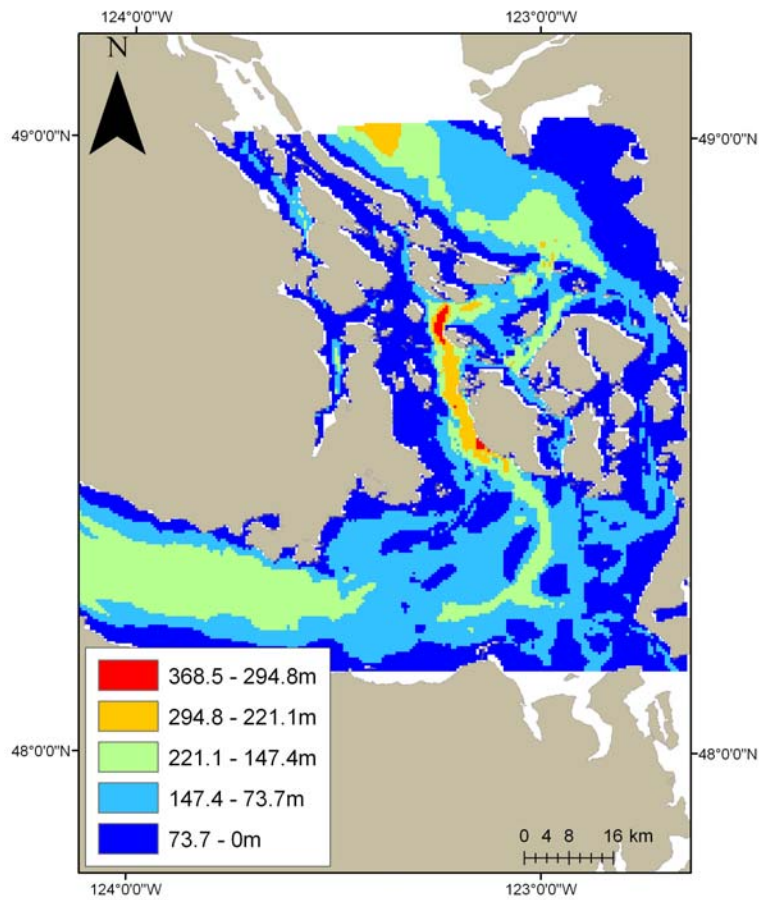 124°0'0"W 123°0'0"W
N
49°0'0"N 49°0'0"N
368.5 - 294.8m
294.8 - 221.1m
221.1 - 147.4m
147.4 - 73.7m
73.7 - 0m
48°0'0"N 48°0'0"N
0 4 8 16 km
124°0'0"W 123°0'0"W